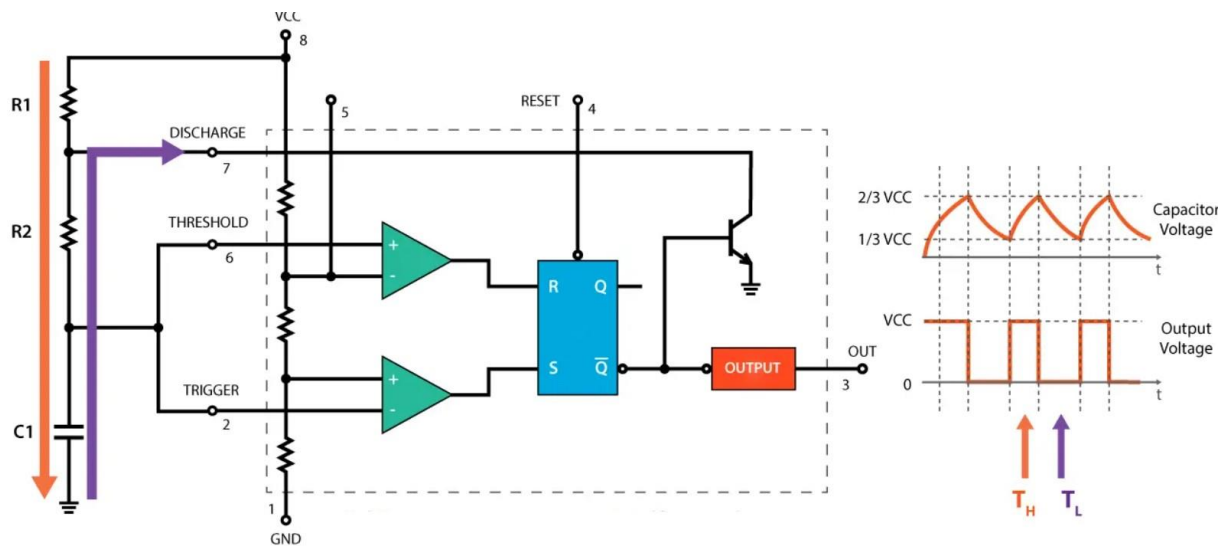 VCC
8
R1
5
RESET
4
DISCHARGE
7
THRESHOLD
R2
6
+
-
R
Q
S
Q̅
TRIGGER
2
+
-
OUTPUT
OUT
3
C1
1
GND
2/3 VCC
1/3 VCC
Capacitor
Voltage
t
VCC
0
Output
Voltage
t
TH
TL